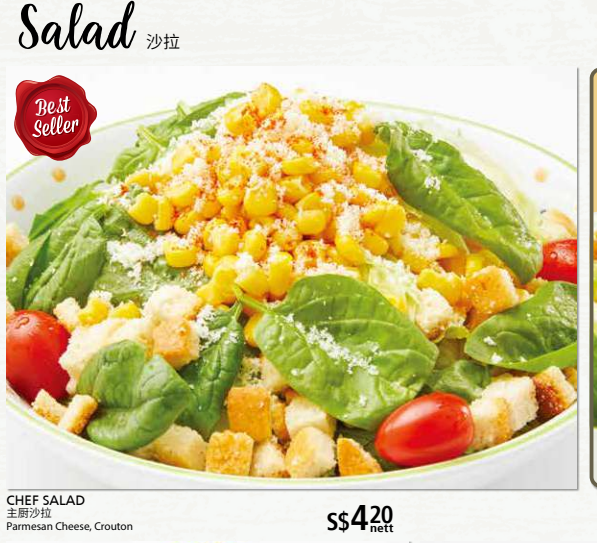 Salad 沙拉
Best
Seller
CHEF SALAD
主厨沙拉
Parmesan Cheese, Crouton
S$4.20
nett